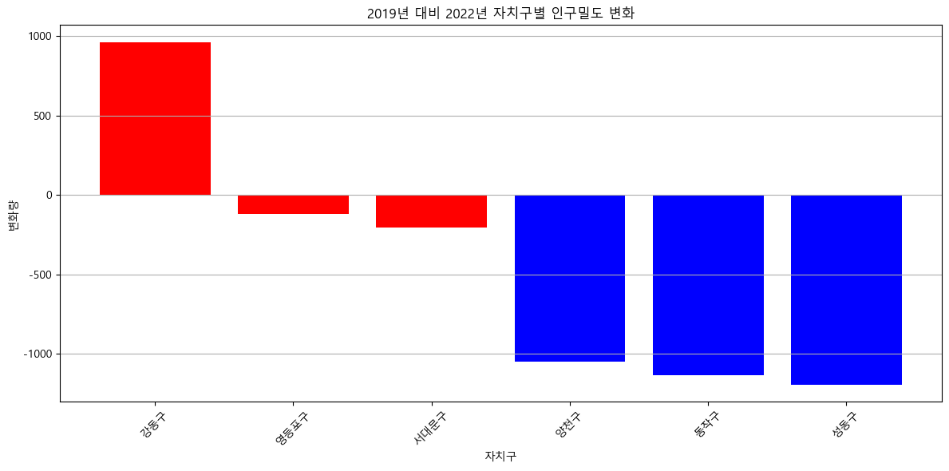 2019년 대비 2022년 자치구별 인구밀도 변화
1000
500
0
-500
-1000
변화량
강동구
영등포구
서대문구
양천구
동작구
성동구
자치구